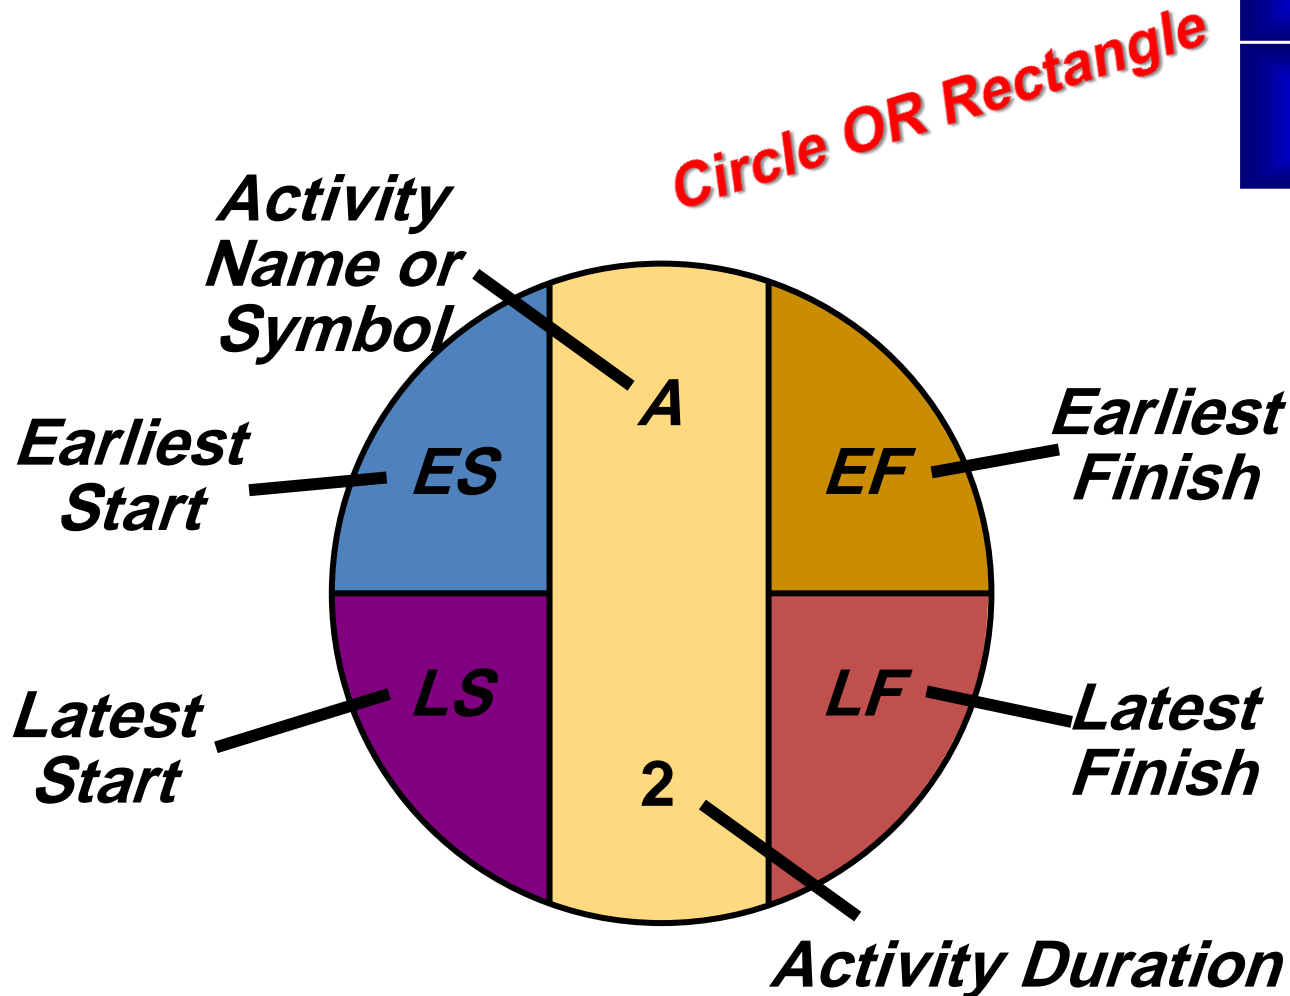 Circle OR Rectangle
Activity
Name or
Symbol
A
Earliest
Start
ES
EF
Earliest
Finish
Latest
Start
LS
LF
Latest
Finish
2
Activity Duration